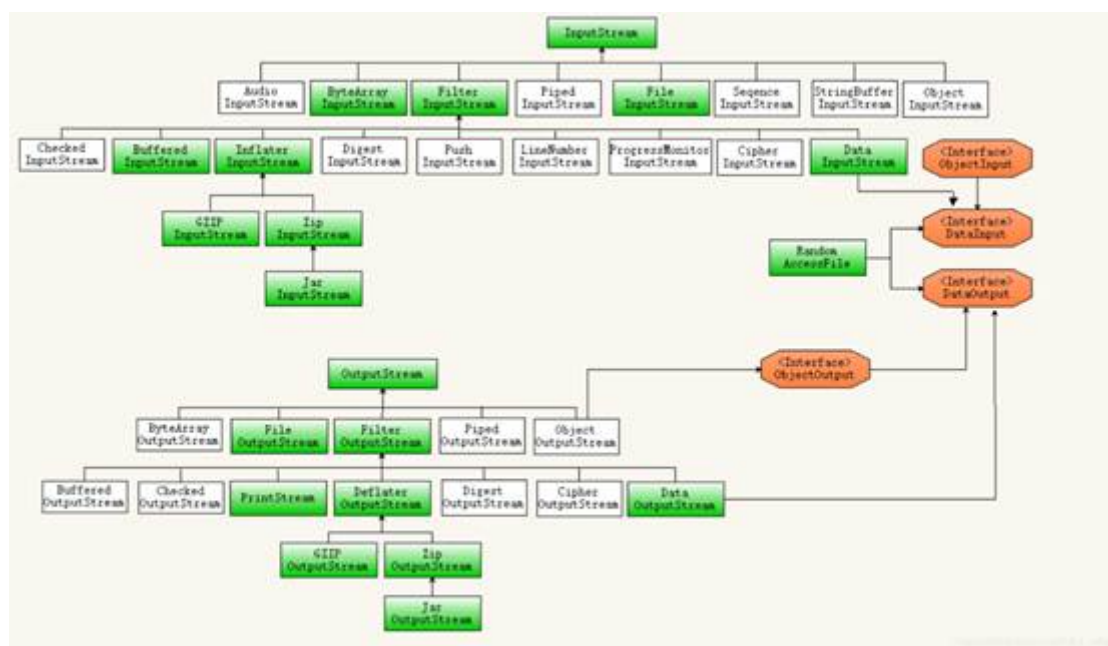 InputStream
Audio
InputStream
ByteArray
InputStream
Filter
InputStream
Piped
InputStream
File
InputStream
Seqence
InputStream
StringBuffer
InputStream
Object
InputStream
Checked
InputStream
Buffered
InputStream
Inflater
InputStream
Digest
InputStream
Push
InputStream
LineNumber
InputStream
ProgressMonitor
InputStream
Cipher
InputStream
Data
InputStream
<Interface>
ObjectInput
GZIP
InputStream
Zip
InputStream
<Interface>
DataInput
Random
AccessFile
Jar
InputStream
<Interface>
DataOutput
OutputStream
<Interface>
ObjectOutput
ByteArray
OutputStream
File
OutputStream
Filter
OutputStream
Piped
OutputStream
Object
OutputStream
Buffered
OutputStream
Checked
OutputStream
PrintStream
Deflater
OutputStream
Digest
OutputStream
Cipher
OutputStream
Data
OutputStream
GZIP
OutputStream
Zip
OutputStream
Jar
OutputStream